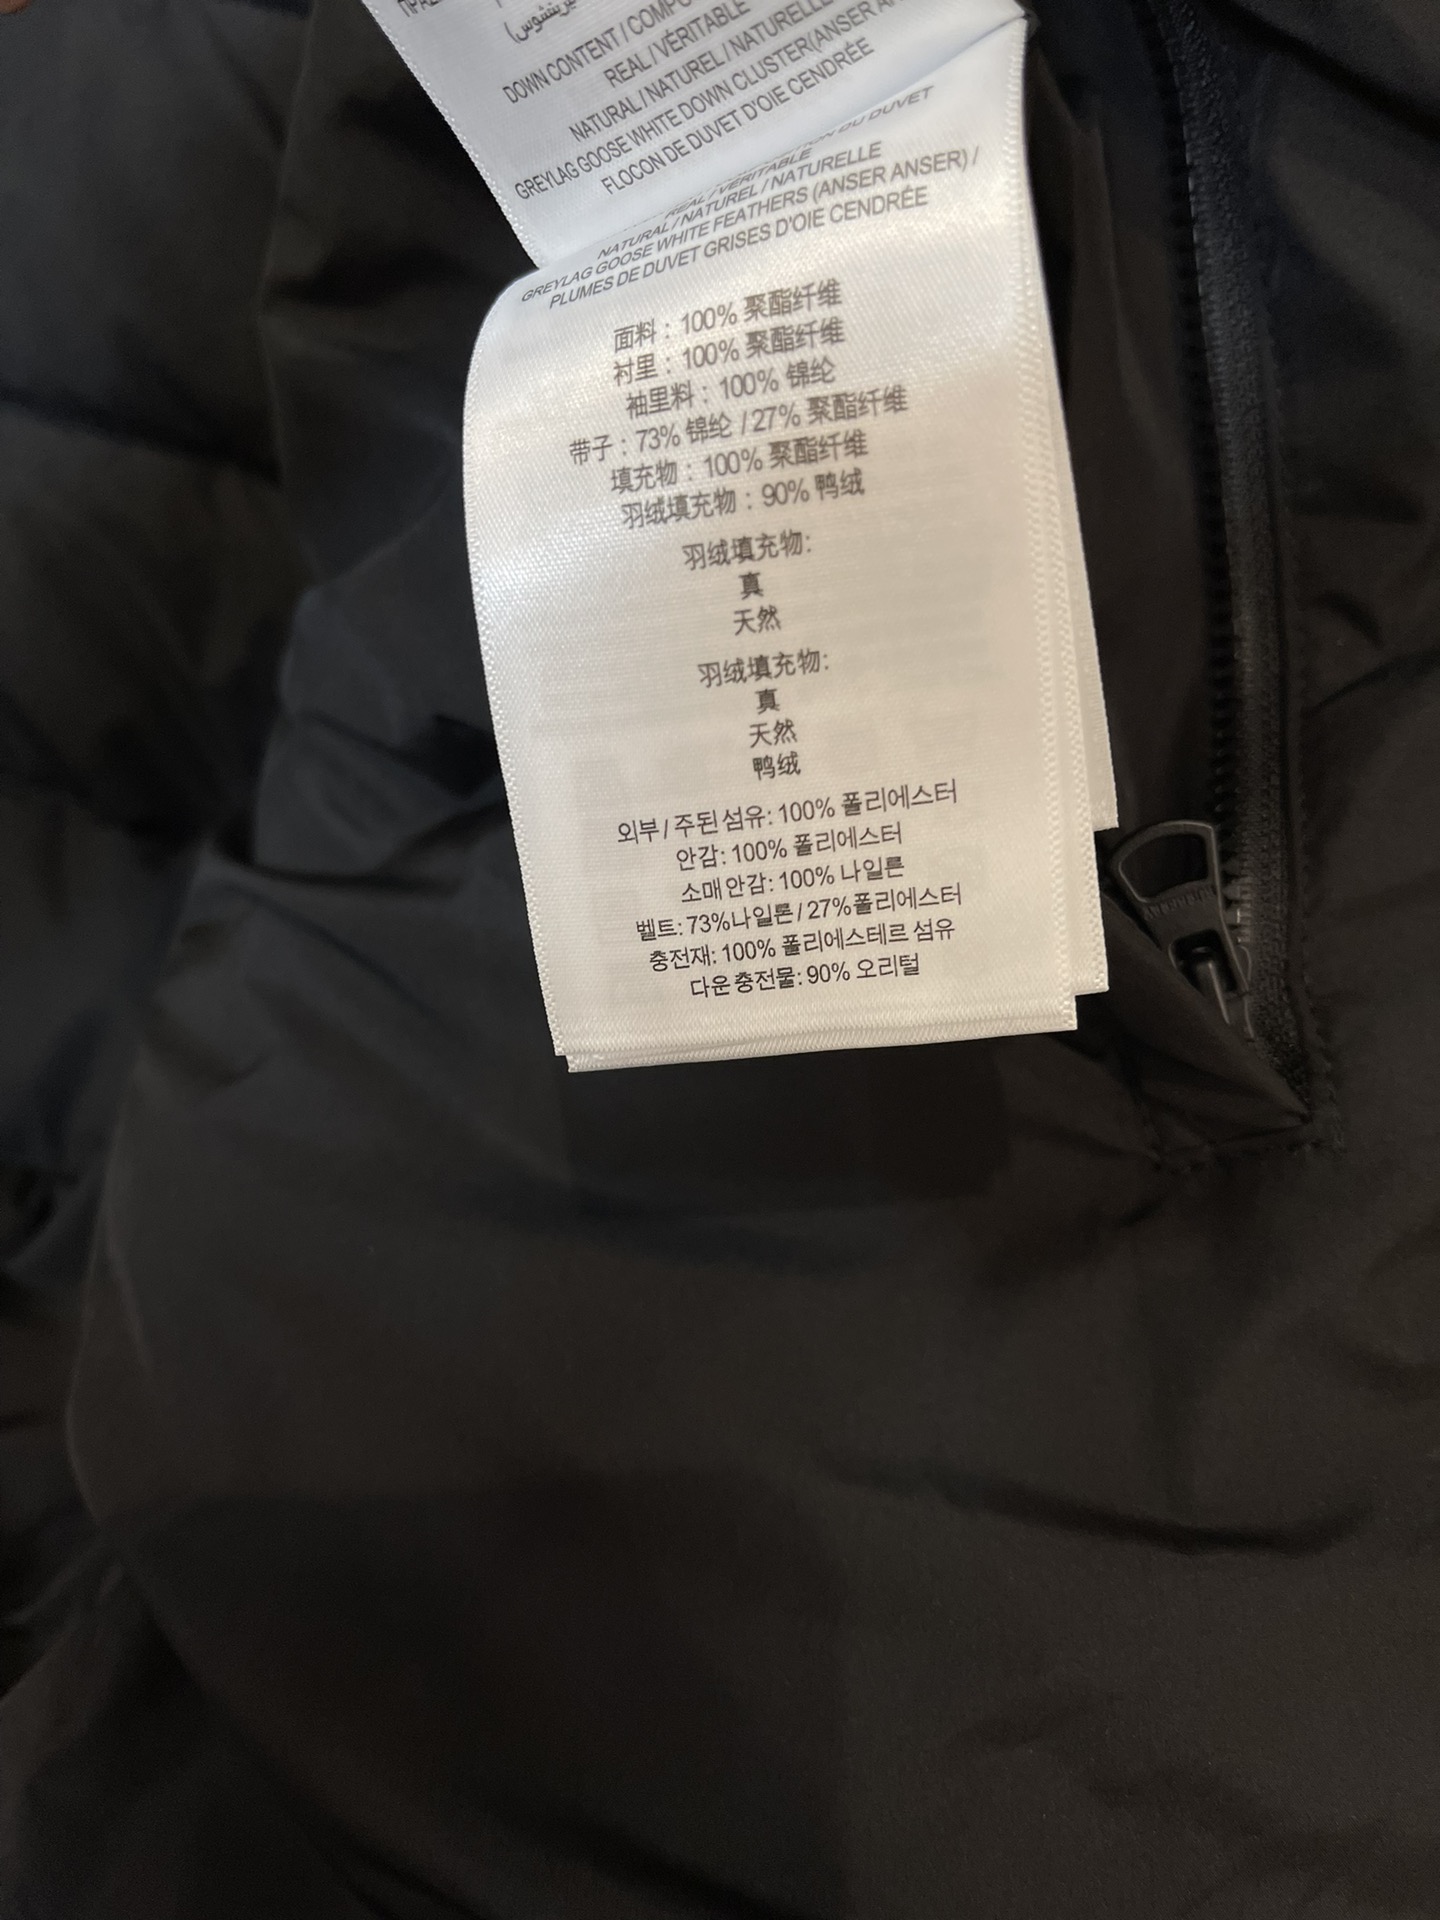 DOWN CONTENT /
REAL / VÉRITABLE
NATURAL / NATUREL / NATURELLE
GREYLAG GOOSE WHITE DOWN CLUSTER(ANSER
FLOCON DE DUVET D'OIE CENDRÉE
DU DUVET
REAL / VÉRITABLE
NATURAL / NATUREL / NATURELLE
GREYLAG GOOSE WHITE FEATHERS (ANSER ANSER) /
PLUMES DE DUVET GRISES D'OIE CENDRÉE
面料 : 100% 聚酯纤维
衬里 : 100% 聚酯纤维
袖里料 : 100% 锦纶
带子 : 73% 锦纶 / 27% 聚酯纤维
填充物 : 100% 聚酯纤维
羽绒填充物 : 90% 鸭绒
羽绒填充物:
真
天然
羽绒填充物:
真
天然
鸭绒
외부 / 주된 섬유: 100% 폴리에스터
안감: 100% 폴리에스터
소매 안감: 100% 나일론
벨트: 73%나일론 / 27%폴리에스터
충전재: 100% 폴리에스테르 섬유
다운 충전물: 90% 오리털